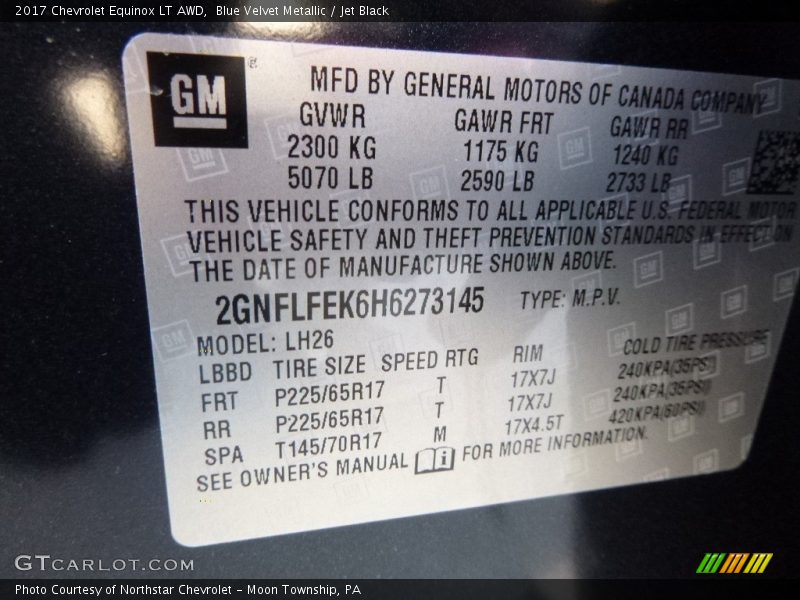 2017 Chevrolet Equinox LT AWD, Blue Velvet Metallic / Jet Black
GM ®
MFD BY GENERAL MOTORS OF CANADA COMPANY
GVWR GAWR FRT GAWR RR
2300 KG 1175 KG 1240 KG
5070 LB 2590 LB 2733 LB
THIS VEHICLE CONFORMS TO ALL APPLICABLE U.S. FEDERAL MOTOR
VEHICLE SAFETY AND THEFT PREVENTION STANDARDS IN EFFECT ON
THE DATE OF MANUFACTURE SHOWN ABOVE.
2GNFLFEK6H6273145 TYPE: M.P.V.
MODEL: LH26
LBBD TIRE SIZE SPEED RTG RIM COLD TIRE PRESSURE
FRT P225/65R17 T 17X7J 240KPA(35PSI)
RR P225/65R17 T 17X7J 240KPA(35PSI)
SPA T145/70R17 M 17X4.5T 420KPA(60PSI)
SEE OWNER'S MANUAL i FOR MORE INFORMATION.
GTCARLOT.COM
Photo Courtesy of Northstar Chevrolet – Moon Township, PA